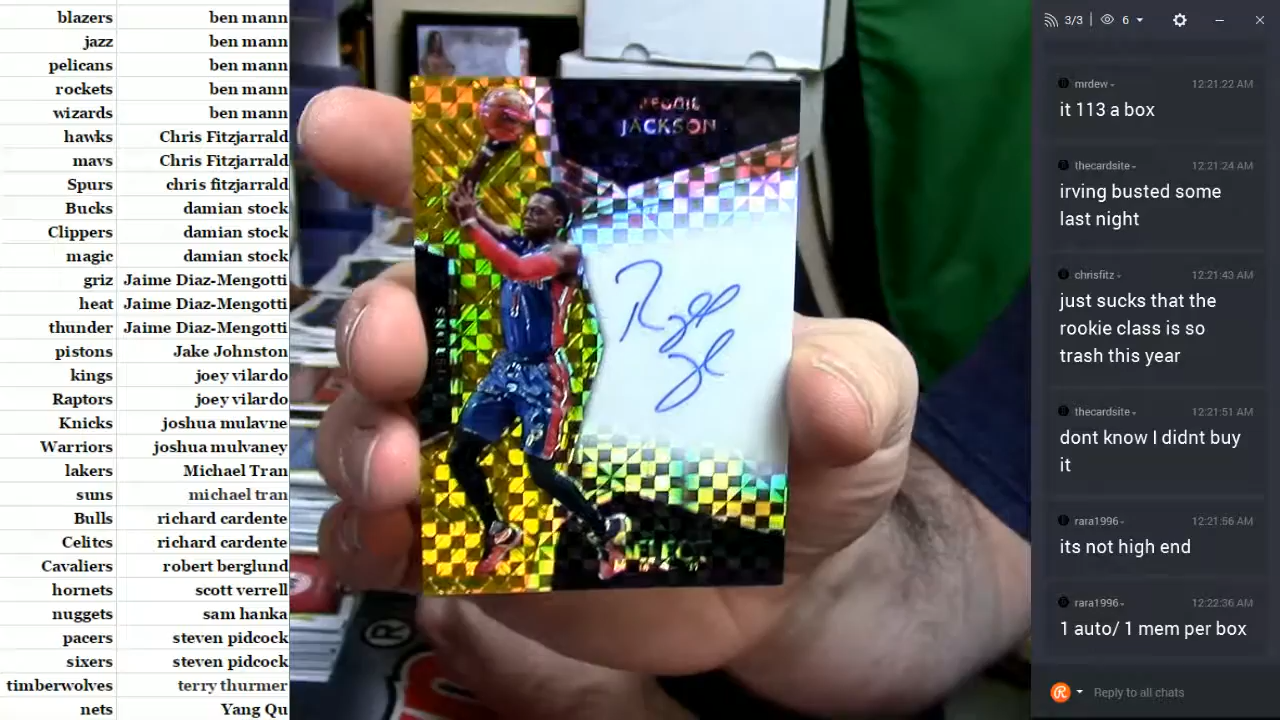 blazers ben mann
jazz ben mann
pelicans ben mann
rockets ben mann
wizards ben mann
hawks Chris Fitzjarrald
mavs Chris Fitzjarrald
Spurs chris fitzjarrald
Bucks damian stock
Clippers damian stock
magic damian stock
griz Jaime Diaz-Mengotti
heat Jaime Diaz-Mengotti
thunder Jaime Diaz-Mengotti
pistons Jake Johnston
kings joey vilardo
Raptors joey vilardo
Knicks joshua mulavne
Warriors joshua mulvaney
lakers Michael Tran
suns michael tran
Bulls richard cardente
Celitcs richard cardente
Cavaliers robert berglund
hornets scott verrell
nuggets sam hanka
pacers steven pidcock
sixers steven pidcock
timberwolves terry thurmer
nets Yang Qu
REGGIE
JACKSON
PISTONS
SELECT
3/3 6
mrdew 12:21:22 AM
it 113 a box
thecardsite 12:21:24 AM
irving busted some
last night
chrisfitz 12:21:43 AM
just sucks that the
rookie class is so
trash this year
thecardsite 12:21:51 AM
dont know I didnt buy
it
rara1996 12:21:56 AM
its not high end
rara1996 12:22:36 AM
1 auto/ 1 mem per box
Reply to all chats